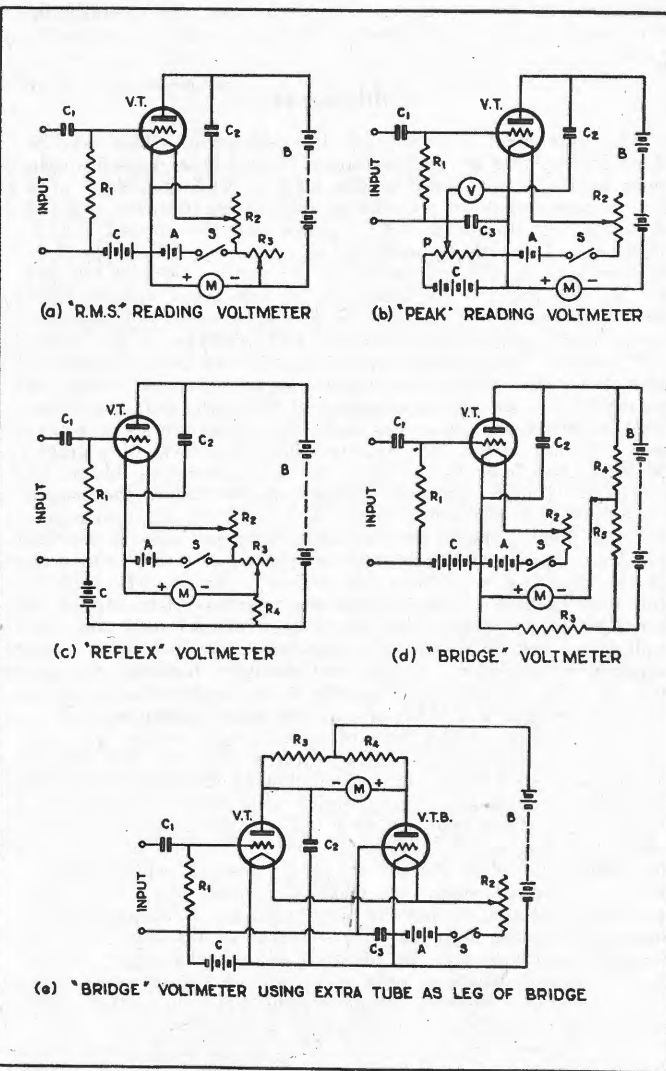 V.T.
C₁
C₂
B
INPUT
R₁
R₂
R₃
C
A
S
+ M -
(a) "R.M.S." READING VOLTMETER
V.T.
C₁
C₂
B
R₁
V
R₂
INPUT
C₃
P
A
S
C
+ M -
(b) "PEAK" READING VOLTMETER
V.T.
C₁
C₂
B
R₁
INPUT
R₂
A
S
R₃
C
+ M -
R₄
(c) "REFLEX" VOLTMETER
V.T.
C₁
C₂
B
R₄
R₁
INPUT
R₂
R₅
C
A
S
+ M -
R₃
(d) "BRIDGE" VOLTMETER
R₃
R₄
- M +
V.T.
V.T.B.
B
C₁
C₂
INPUT
R₁
R₂
C₃
A
S
C
(e) "BRIDGE" VOLTMETER USING EXTRA TUBE AS LEG OF BRIDGE